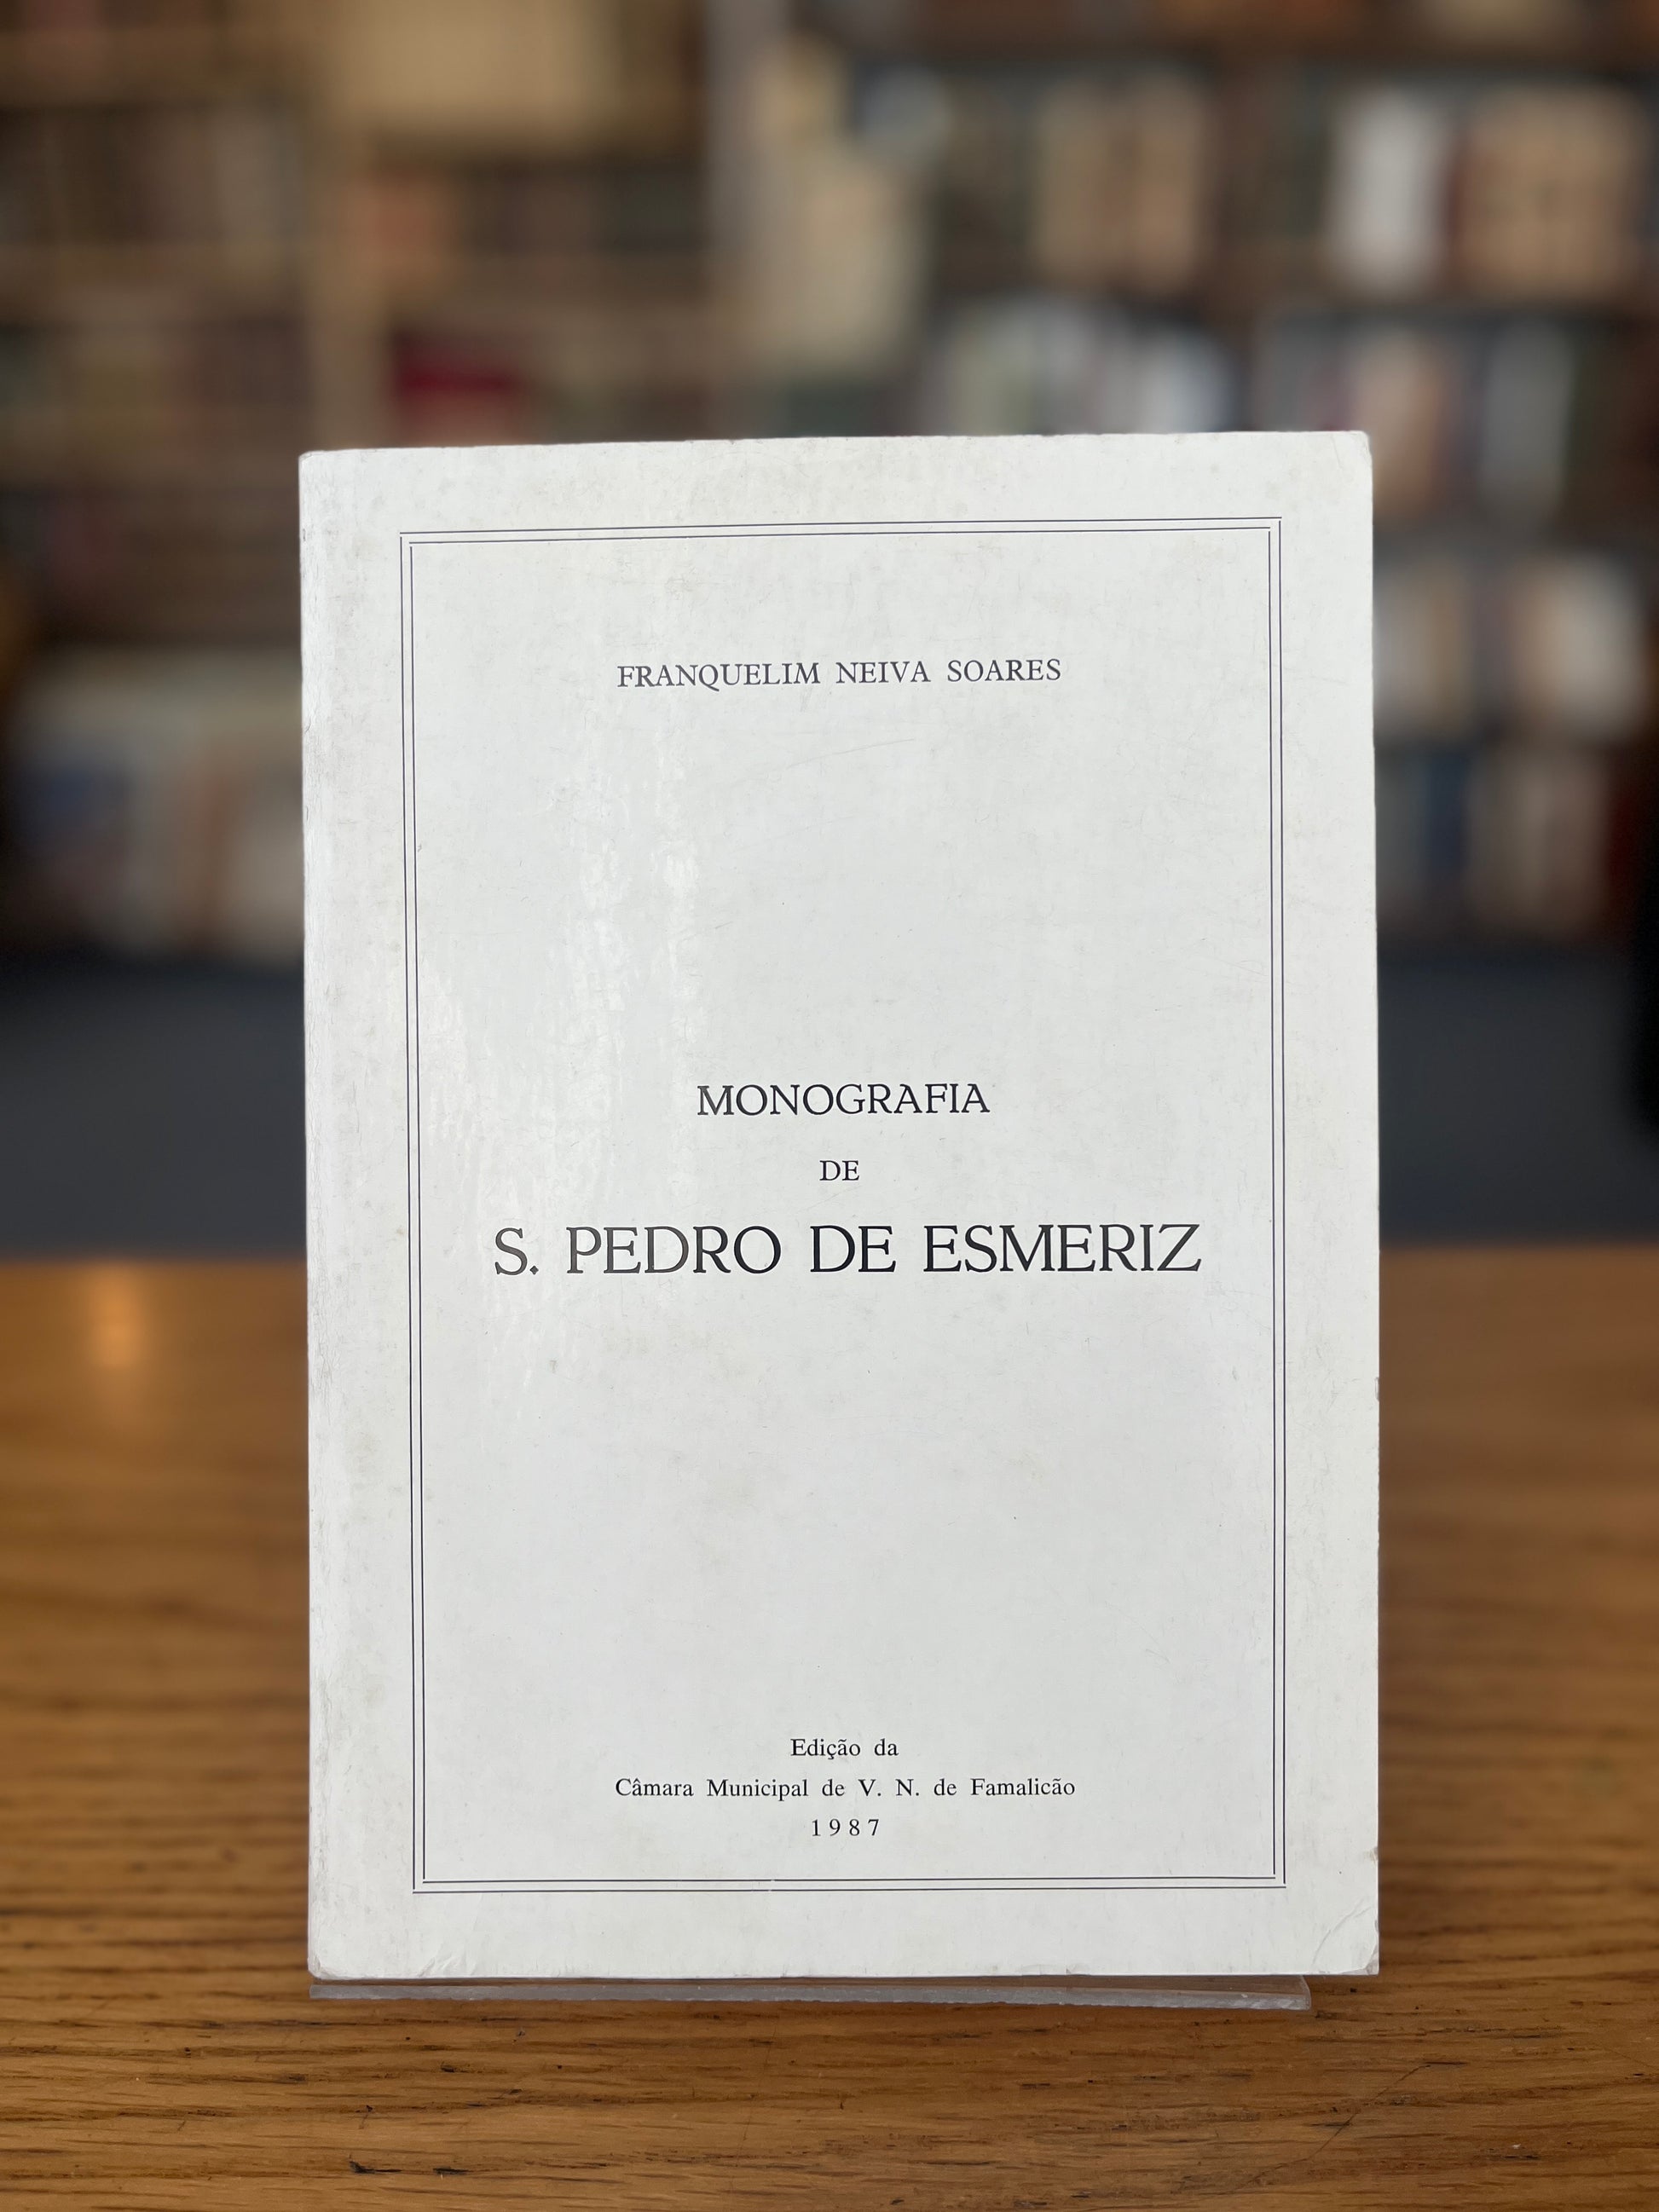 FRANQUELIM NEIVA SOARES
MONOGRAFIA
DE
S. PEDRO DE ESMERIZ
Edição da
Câmara Municipal de V. N. de Famalicão
1987